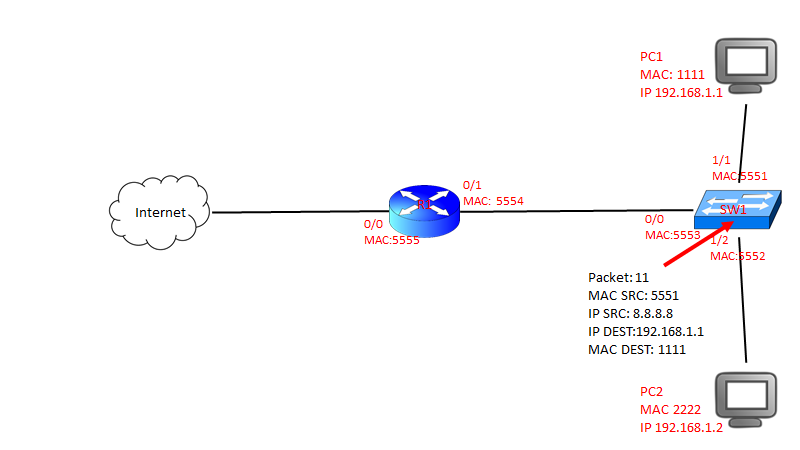 PC1
MAC: 1111
IP 192.168.1.1
1/1
MAC:5551
0/1
MAC: 5554
Internet
R1
SW1
0/0
MAC:5555
0/0
MAC:5553
1/2
MAC:5552
Packet: 11
MAC SRC: 5551
IP SRC: 8.8.8.8
IP DEST:192.168.1.1
MAC DEST: 1111
PC2
MAC 2222
IP 192.168.1.2